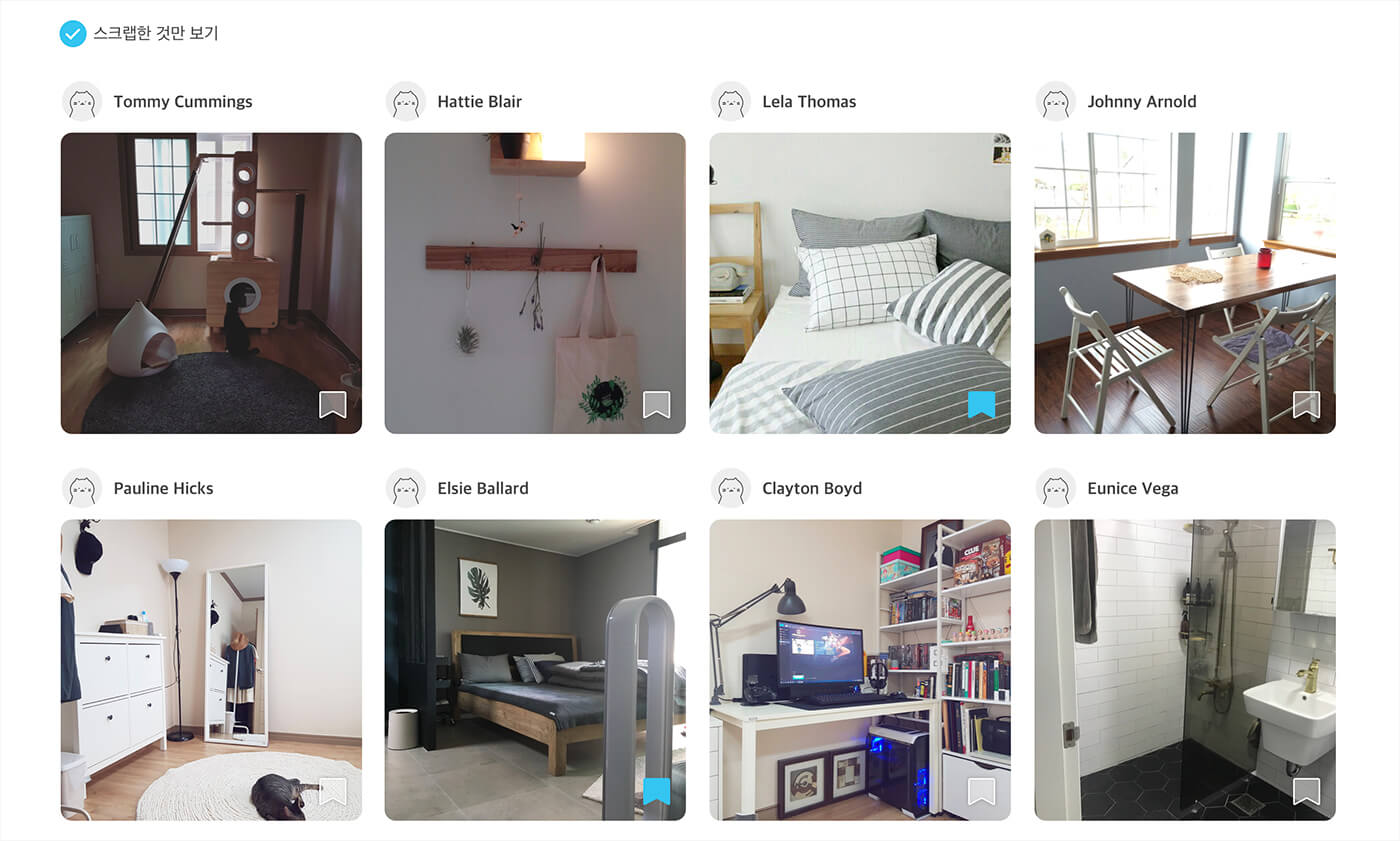 스크랩한 것만 보기
Tommy Cummings
Hattie Blair
Lela Thomas
Johnny Arnold
Pauline Hicks
Elsie Ballard
Clayton Boyd
Eunice Vega
CLUE